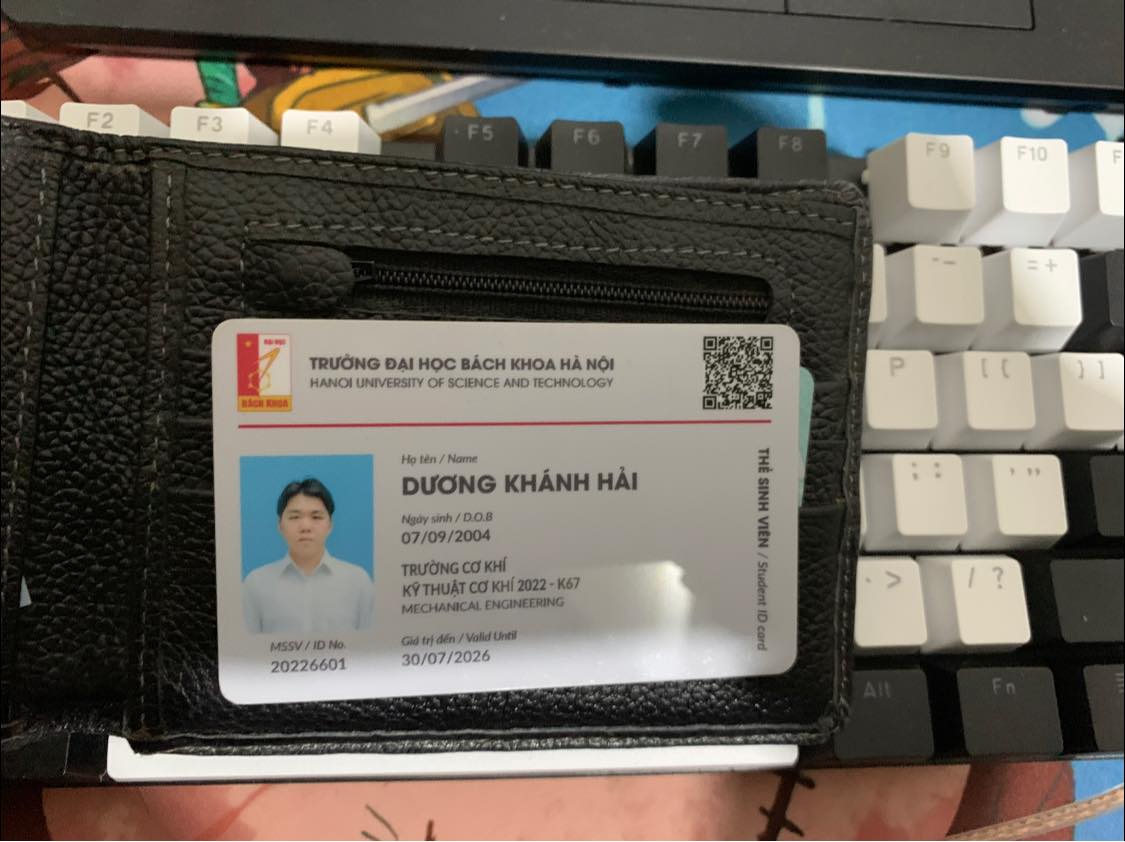 F2
F3
F4
F5
F6
F7
F8
F9
F10
F
- -
= +
P
[ {
} ]
; :
, "
. >
/ ?
Alt
Fn
ĐẠI HỌC
BÁCH KHOA
TRƯỜNG ĐẠI HỌC BÁCH KHOA HÀ NỘI
HANOI UNIVERSITY OF SCIENCE AND TECHNOLOGY
Họ tên / Name
DƯƠNG KHÁNH HẢI
Ngày sinh / D.O.B
07/09/2004
TRƯỜNG CƠ KHÍ
KỸ THUẬT CƠ KHÍ 2022 - K67
MECHANICAL ENGINEERING
Giá trị đến / Valid Until
30/07/2026
MSSV / ID No.
20226601
THẺ SINH VIÊN / Student ID card